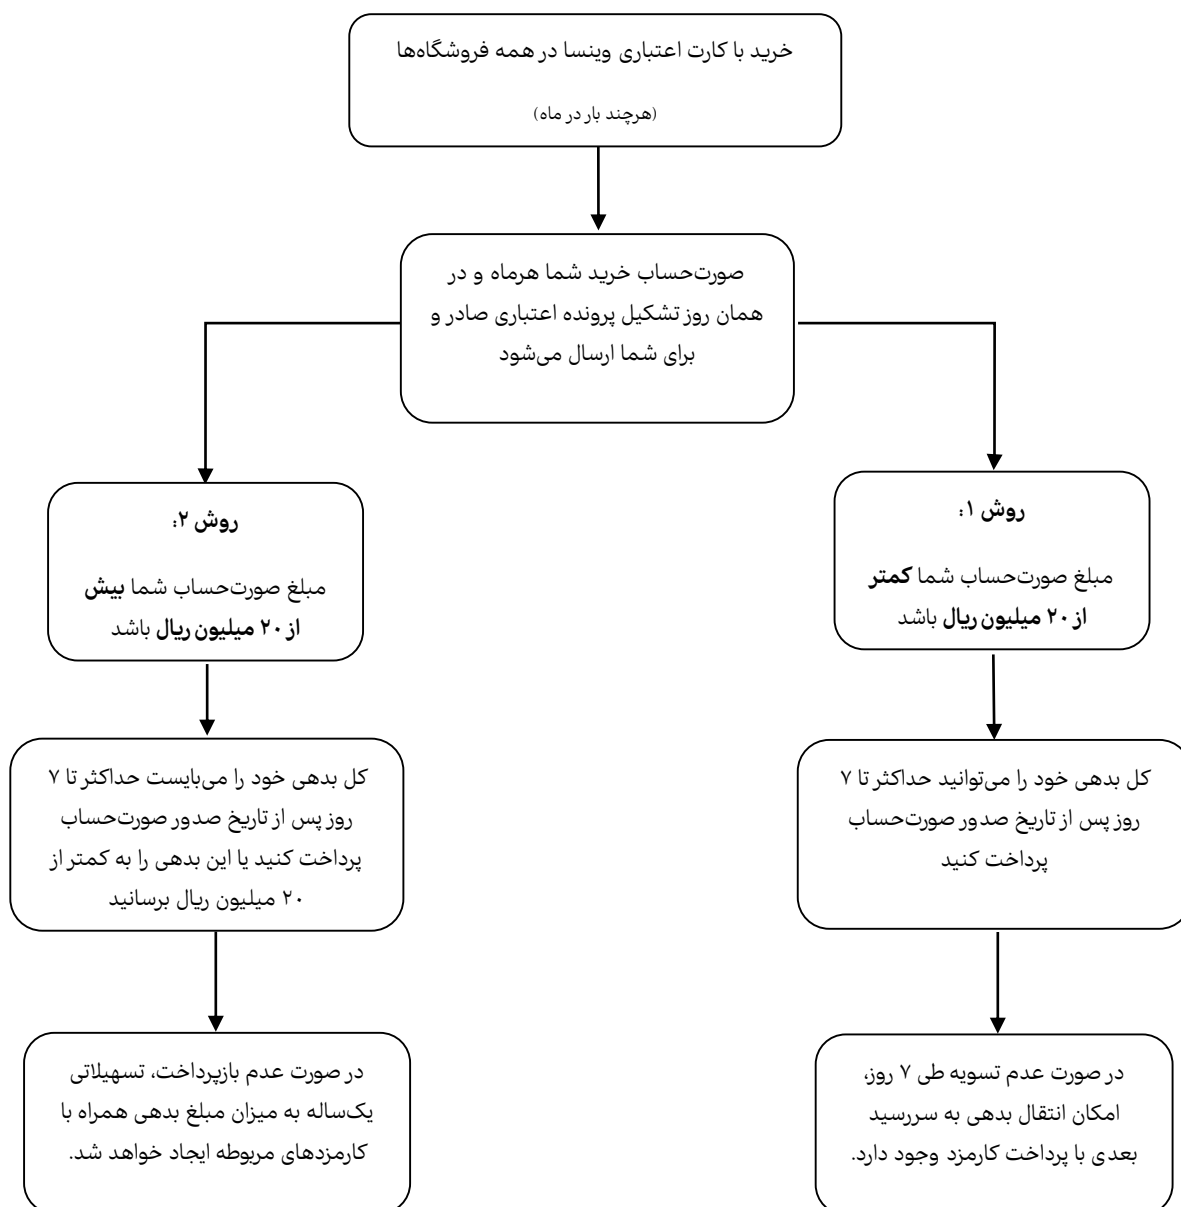 خرید با کارت اعتباری وینسا در همه فروشگاه‌ها
(هرچند بار در ماه)
صورت‌حساب خرید شما هرماه و در
همان روز تشکیل پرونده اعتباری صادر و
برای شما ارسال می‌شود
روش ۱:
مبلغ صورت‌حساب شما کمتر
از ۲۰ میلیون ریال باشد
کل بدهی خود را می‌توانید حداکثر تا ۷
روز پس از تاریخ صدور صورت‌حساب
پرداخت کنید
در صورت عدم تسویه طی ۷ روز،
امکان انتقال بدهی به سررسید
بعدی با پرداخت کارمزد وجود دارد.
روش ۲:
مبلغ صورت‌حساب شما بیش
از ۲۰ میلیون ریال باشد
کل بدهی خود را می‌بایست حداکثر تا ۷
روز پس از تاریخ صدور صورت‌حساب
پرداخت کنید یا این بدهی را به کمتر از
۲۰ میلیون ریال برسانید
در صورت عدم بازپرداخت، تسهیلاتی
یک‌ساله به میزان مبلغ بدهی همراه با
کارمزدهای مربوطه ایجاد خواهد شد.